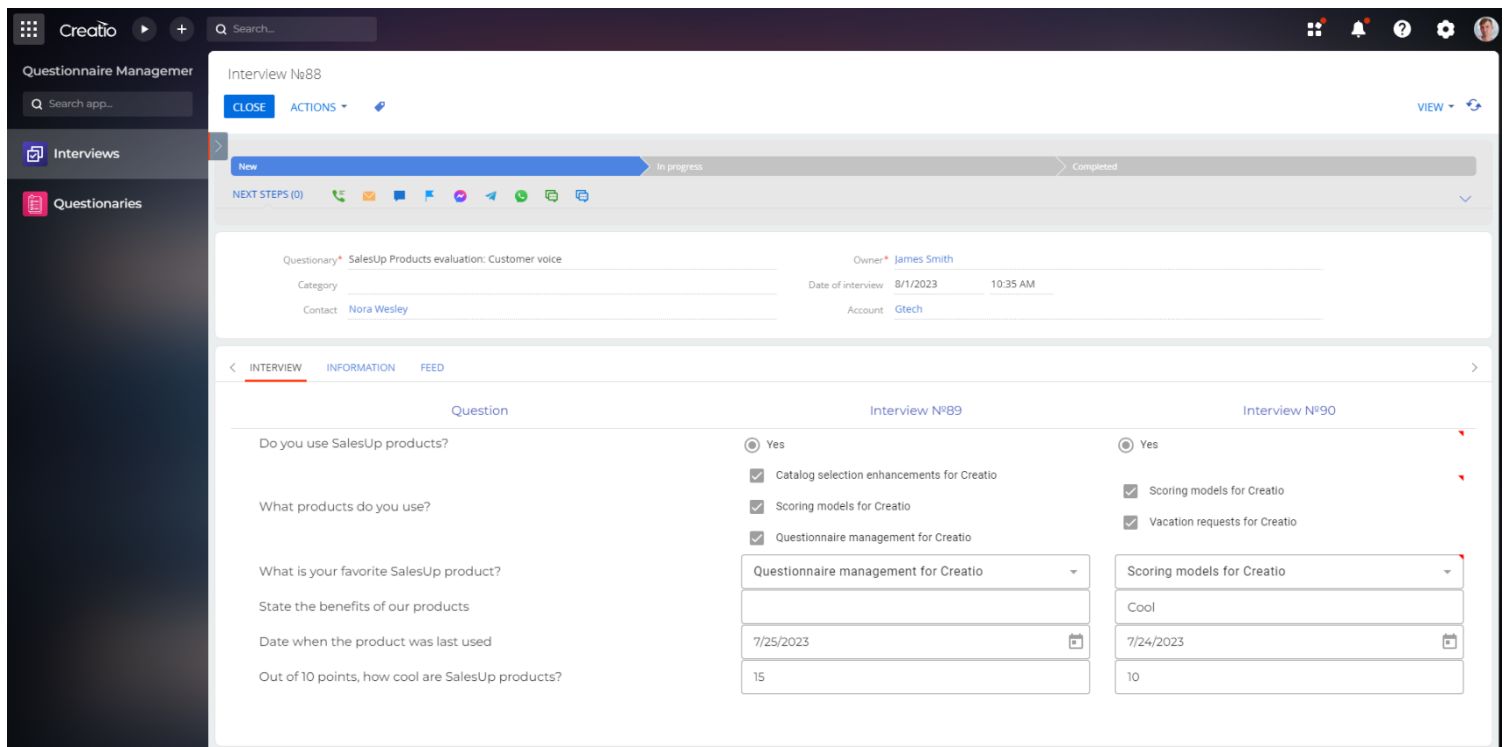 Creatio
Search...
Questionnaire Managemer
Search app...
Interviews
Questionaries
Interview №88
CLOSE ACTIONS VIEW
New In progress Completed
NEXT STEPS (0)
Questionary* SalesUp Products evaluation: Customer voice Owner* James Smith
Category Date of interview 8/1/2023 10:35 AM
Contact Nora Wesley Account Gtech
INTERVIEW INFORMATION FEED
Question Interview №89 Interview №90
Do you use SalesUp products? Yes Yes
What products do you use?
Catalog selection enhancements for Creatio
Scoring models for Creatio
Questionnaire management for Creatio
Scoring models for Creatio
Vacation requests for Creatio
What is your favorite SalesUp product? Questionnaire management for Creatio Scoring models for Creatio
State the benefits of our products Cool
Date when the product was last used 7/25/2023 7/24/2023
Out of 10 points, how cool are SalesUp products? 15 10